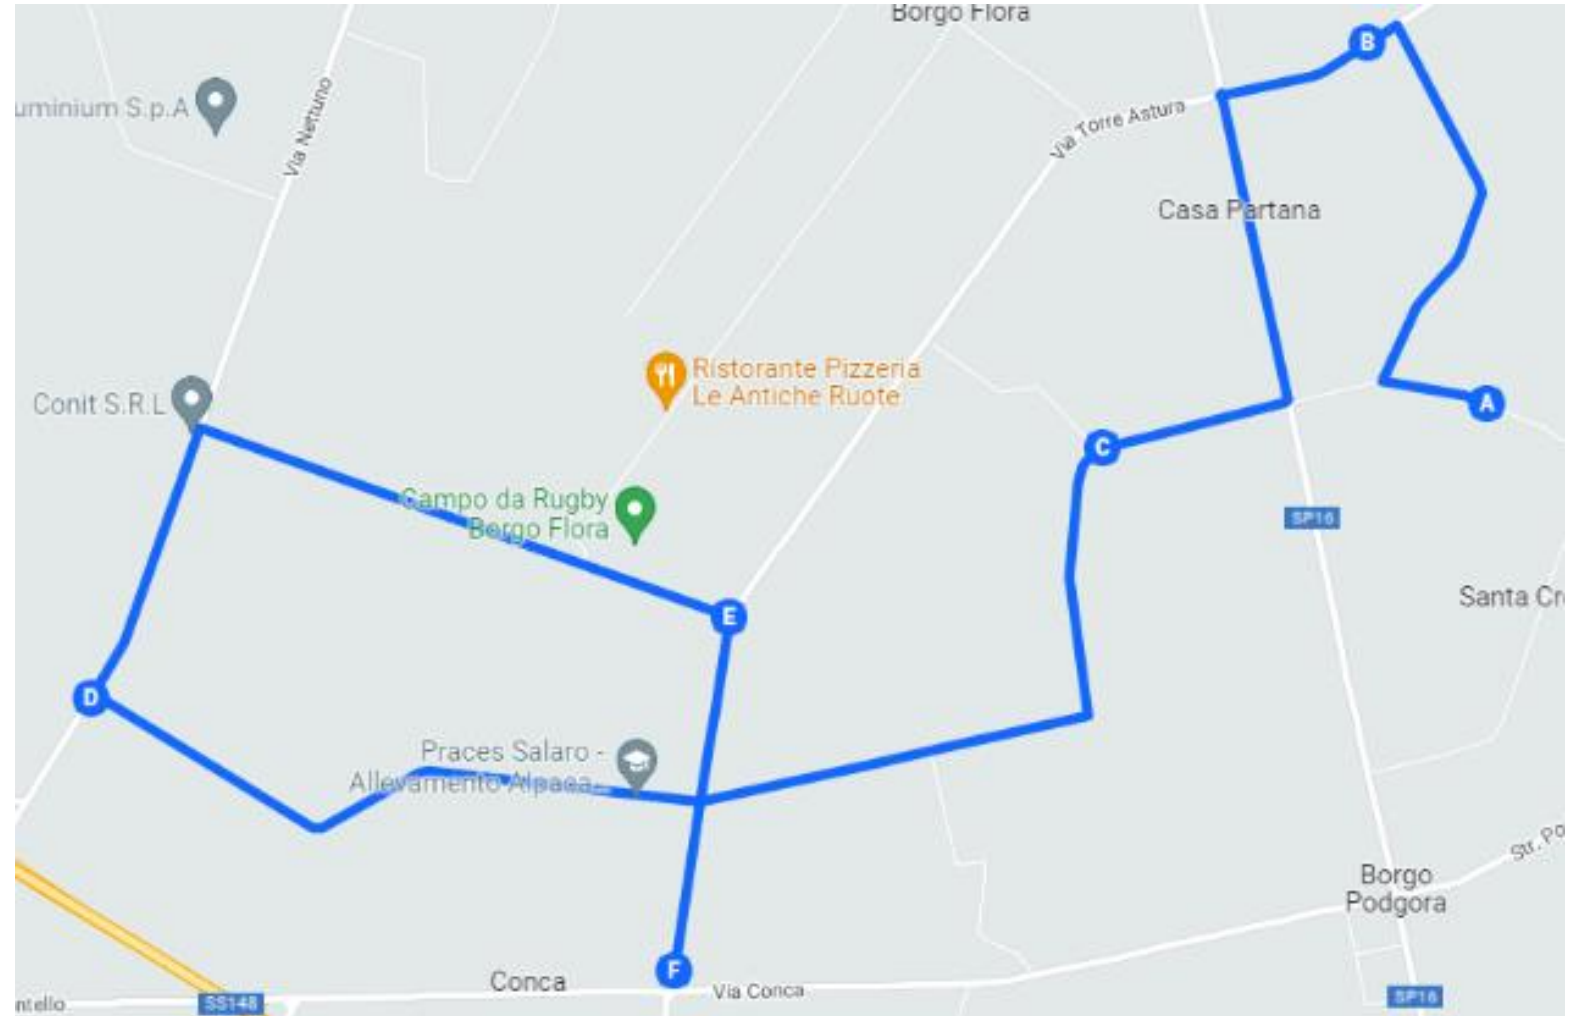 Borgo Flora
B
uminium S.p.A
Via Nettuno
Via Torre Astura
Casa Partana
Ristorante Pizzeria
Le Antiche Ruote
Conit S.R.L
A
C
Campo da Rugby
Borgo Flora
SP16
Santa Cr
E
D
Praces Salaro -
Allevamento Alpaca...
Str. Po
Borgo
Podgora
F
Conca
Via Conca
ntello
SS148
SP16